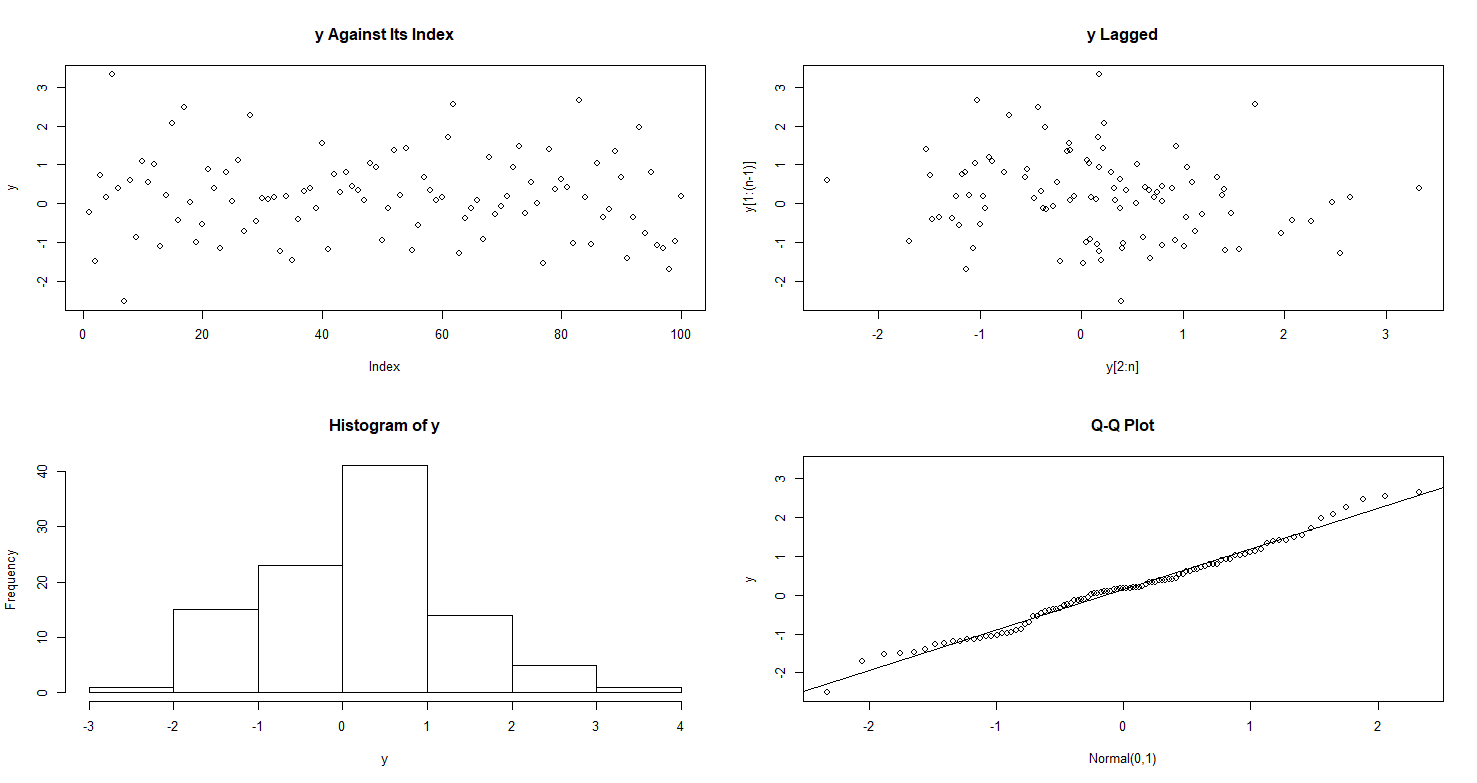 y Against Its Index
y
3
2
1
0
-1
-2
0 20 40 60 80 100
Index
y Lagged
y[1:(n-1)]
3
2
1
0
-1
-2
-2 -1 0 1 2 3
y[2:n]
Histogram of y
Frequency
40
30
20
10
0
-3 -2 -1 0 1 2 3 4
y
Q-Q Plot
y
3
2
1
0
-1
-2
-2 -1 0 1 2
Normal(0,1)